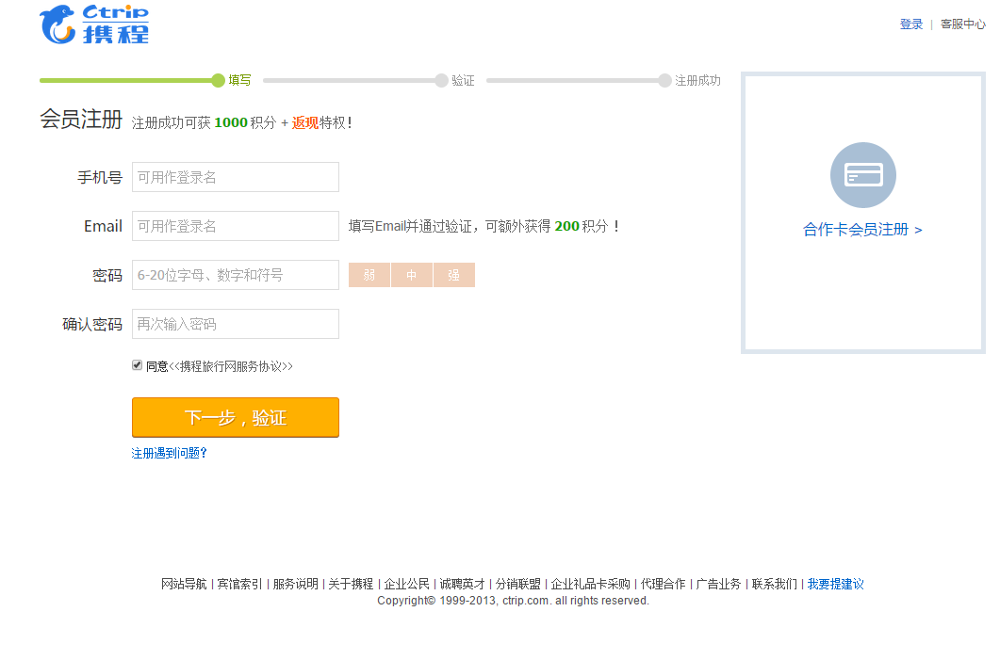 Ctrip
携程
登录 | 客服中心
填写 验证 注册成功
会员注册 注册成功可获 1000 积分 + 返现特权！
手机号 可用作登录名
Email 可用作登录名 填写Email并通过验证，可额外获得 200 积分 ！
密码 6-20位字母、数字和符号 弱 中 强
确认密码 再次输入密码
同意<<携程旅行网服务协议>>
下一步，验证
注册遇到问题？
合作卡会员注册 >
网站导航 | 宾馆索引 | 服务说明 | 关于携程 | 企业公民 | 诚聘英才 | 分销联盟 | 企业礼品卡采购 | 代理合作 | 广告业务 | 联系我们 | 我要提建议
Copyright© 1999-2013, ctrip.com. all rights reserved.